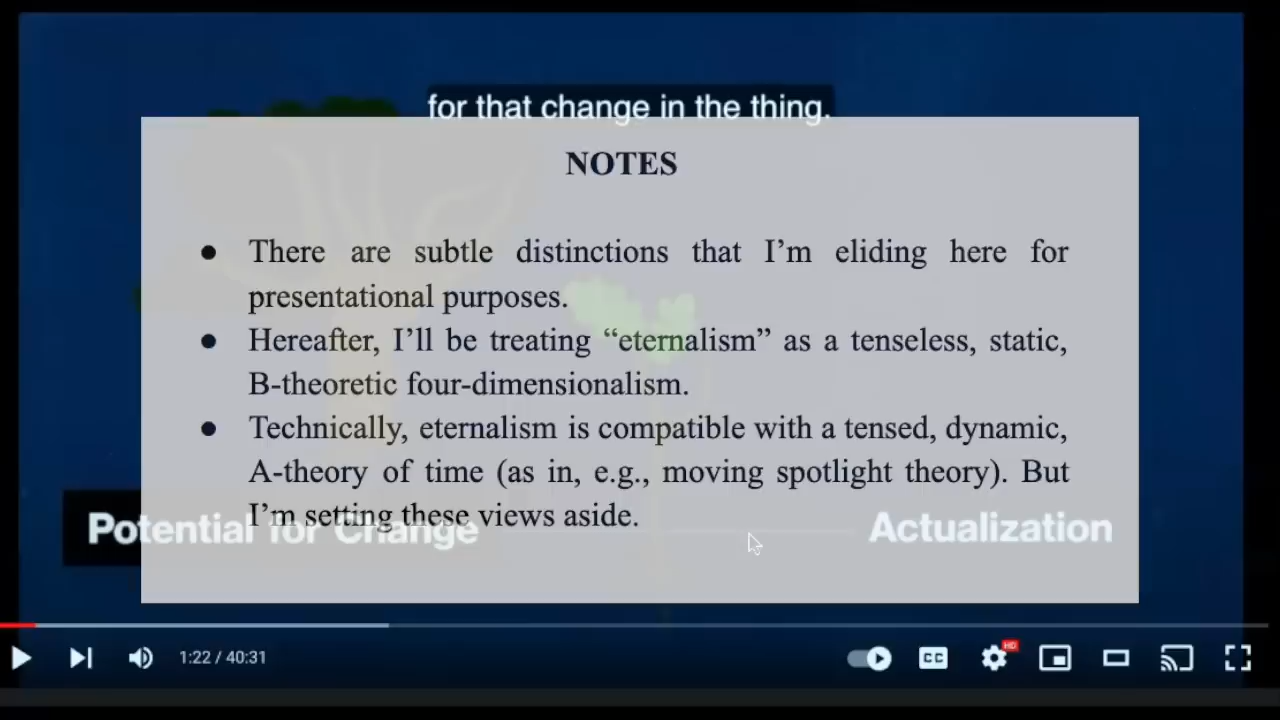 for that change in the thing.
NOTES
● There are subtle distinctions that I’m eliding here for
presentational purposes.
● Hereafter, I’ll be treating “eternalism” as a tenseless, static,
B-theoretic four-dimensionalism.
● Technically, eternalism is compatible with a tensed, dynamic,
A-theory of time (as in, e.g., moving spotlight theory). But
I’m setting these views aside.
Potential for Change
Actualization
1:22 / 40:31
CC
HD